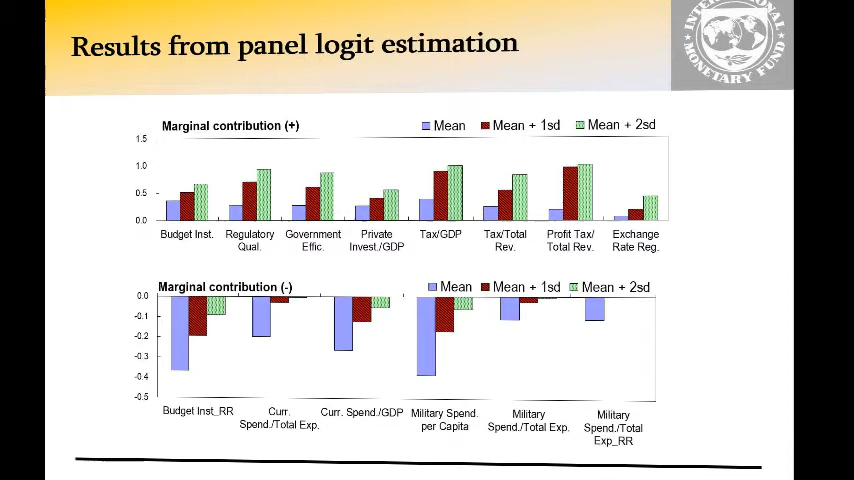 Results from panel logit estimation
INTERNATIONAL MONETARY FUND
Marginal contribution (+)
Mean Mean + 1sd Mean + 2sd
1.5
1.0
0.5
0.0
Budget Inst. Regulatory Qual. Government Effic. Private Invest./GDP Tax/GDP Tax/Total Rev. Profit Tax/ Total Rev. Exchange Rate Reg.
Marginal contribution (-)
Mean Mean + 1sd Mean + 2sd
0.0
-0.1
-0.2
-0.3
-0.4
-0.5
Budget Inst_RR Curr. Spend./Total Exp. Curr. Spend./GDP Military Spend. per Capita Military Spend./Total Exp. Military Spend./Total Exp_RR